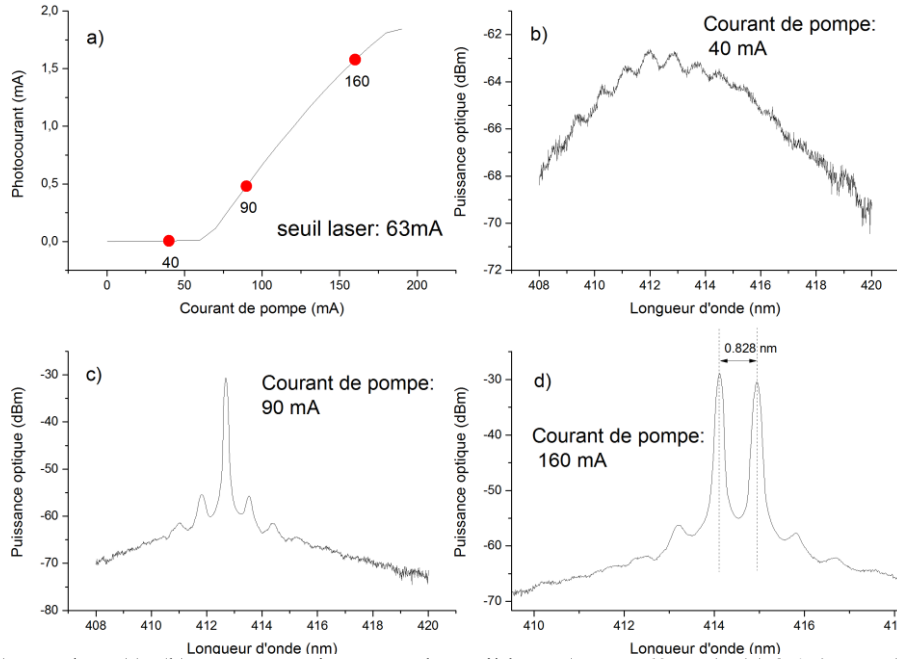 a)
Photocourant (mA)
2,0
1,5
1,0
0,5
0,0
160
90
40
seuil laser: 63mA
0 50 100 150 200
Courant de pompe (mA)
b)
Courant de pompe:
40 mA
Puissance optique (dBm)
-62
-64
-66
-68
-70
-72
408 410 412 414 416 418 420
Longueur d'onde (nm)
c)
Courant de pompe:
90 mA
Puissance optique (dBm)
-30
-40
-50
-60
-70
-80
408 410 412 414 416 418 420
Longueur d'onde (nm)
d)
0.828 nm
Courant de pompe:
160 mA
Puissance optique (dBm)
-30
-40
-50
-60
-70
410 412 414 416
Longueur d'onde (nm)